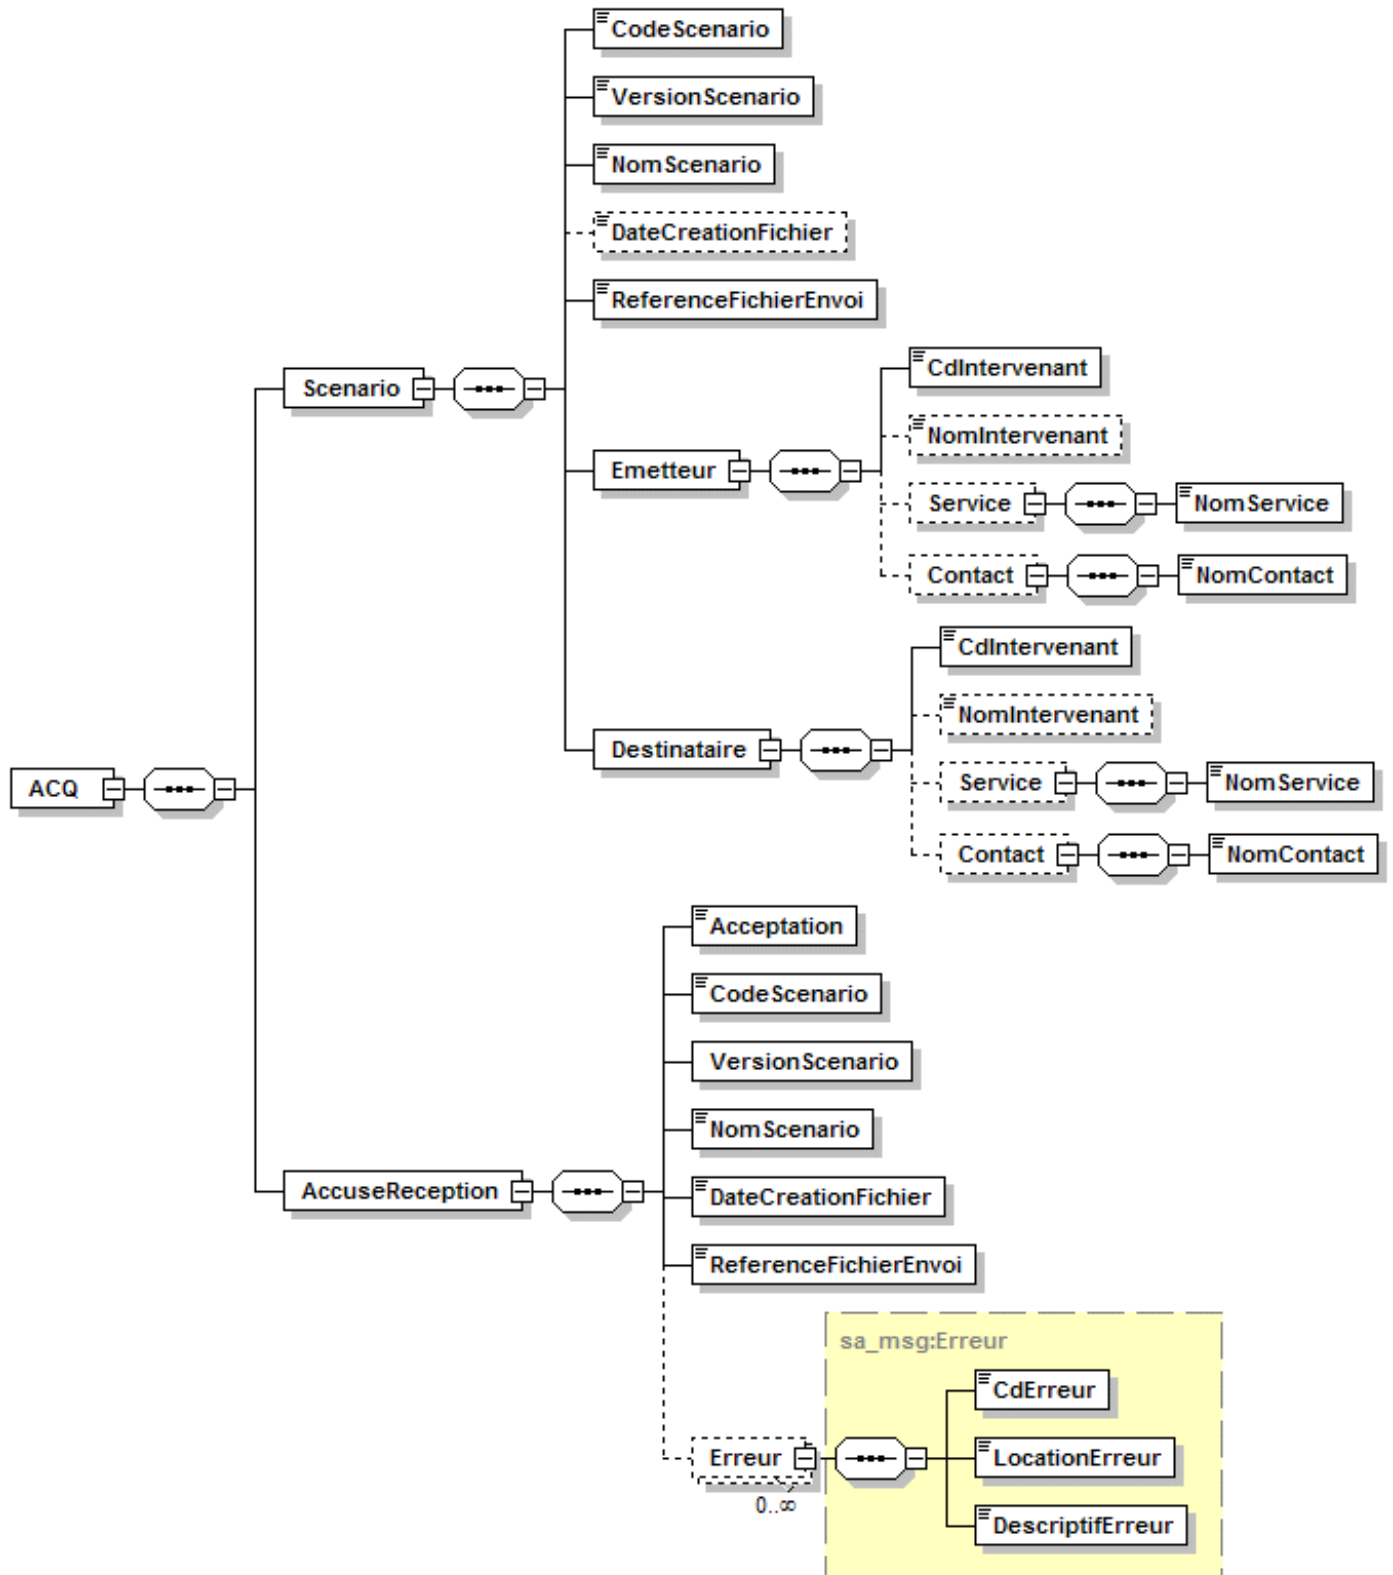 CodeScenario
VersionScenario
NomScenario
DateCreationFichier
ReferenceFichierEnvoi
Scenario
CdIntervenant
NomIntervenant
Emetteur
Service
NomService
Contact
NomContact
CdIntervenant
NomIntervenant
Destinataire
Service
NomService
ACQ
Contact
NomContact
Acceptation
CodeScenario
VersionScenario
NomScenario
AccuseReception
DateCreationFichier
ReferenceFichierEnvoi
sa_msg:Erreur
CdErreur
Erreur
LocationErreur
0..∞
DescriptifErreur